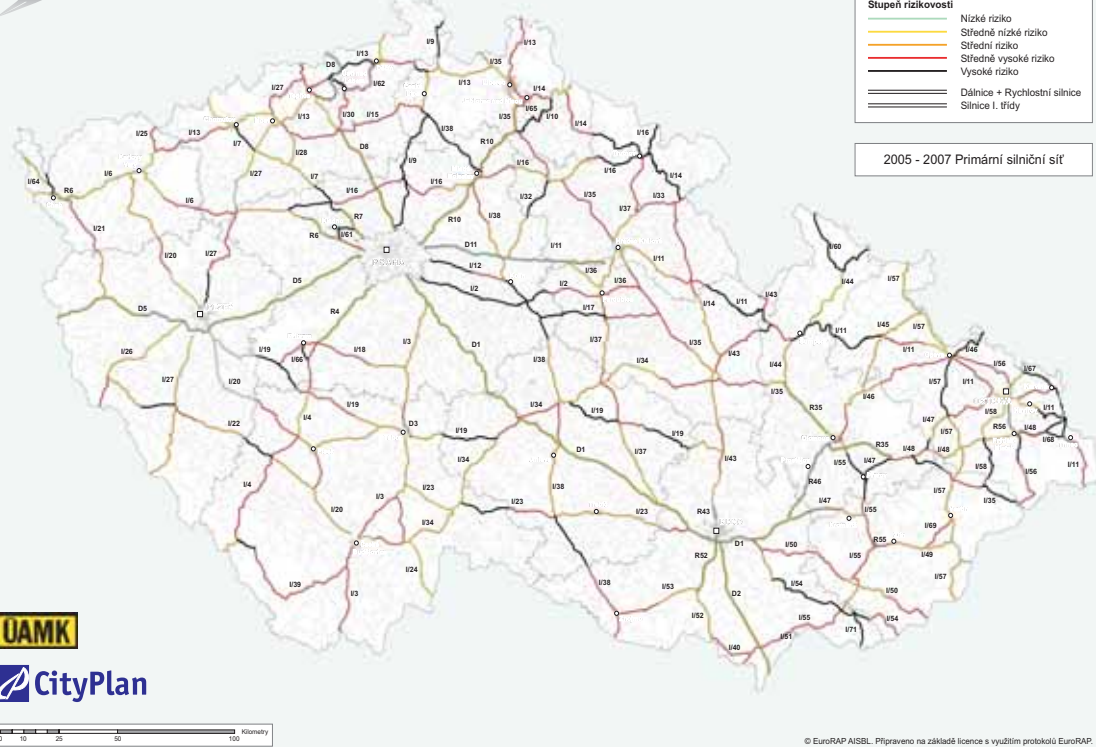 Stupeň rizikovosti
Nízké riziko
Středně nízké riziko
Střední riziko
Středně vysoké riziko
Vysoké riziko
Dálnice + Rychlostní silnice
Silnice I. třídy
2005 - 2007 Primární silniční síť
I/9
I/13
I/13
D8
I/35
I/27
I/62
I/13
I/14
I/65
I/13
I/30
I/15
I/35
I/10
I/14
I/25
I/13
I/38
I/16
I/7
D8
R10
I/28
I/9
I/16
I/16
I/14
I/64
R6
I/6
I/27
I/7
I/16
I/16
I/6
I/32
I/35
I/33
I/37
I/21
R7
R10
I/38
R6
I/61
I/20
I/27
D11
I/11
I/11
I/60
I/12
I/36
I/36
I/44
I/57
D5
I/2
I/2
I/14
I/11
I/43
D5
R4
I/17
I/11
I/45
I/57
I/3
D1
I/37
I/35
I/43
I/11
I/46
I/26
I/19
I/66
I/18
I/38
I/34
I/44
I/56
I/67
I/27
I/20
I/35
I/46
I/57
I/11
I/19
I/34
I/19
R35
I/58
I/11
I/22
I/4
D3
I/19
I/47
R56
I/48
I/68
I/19
I/57
I/34
D1
I/37
I/43
R35
I/48
I/48
I/11
I/55
I/47
I/58
I/56
I/4
I/23
I/38
R46
I/3
I/23
I/47
I/57
I/35
I/20
I/34
I/23
R43
I/55
I/69
D1
I/50
R55
I/49
I/24
R52
I/55
I/57
I/39
I/3
I/38
I/53
D2
I/54
I/50
I/52
I/55
I/54
I/51
I/71
I/40
ÚAMK
CityPlan
Kilometry
0 10 25 50 100
© EuroRAP AISBL. Připraveno na základě licence s využitím protokolů EuroRAP.